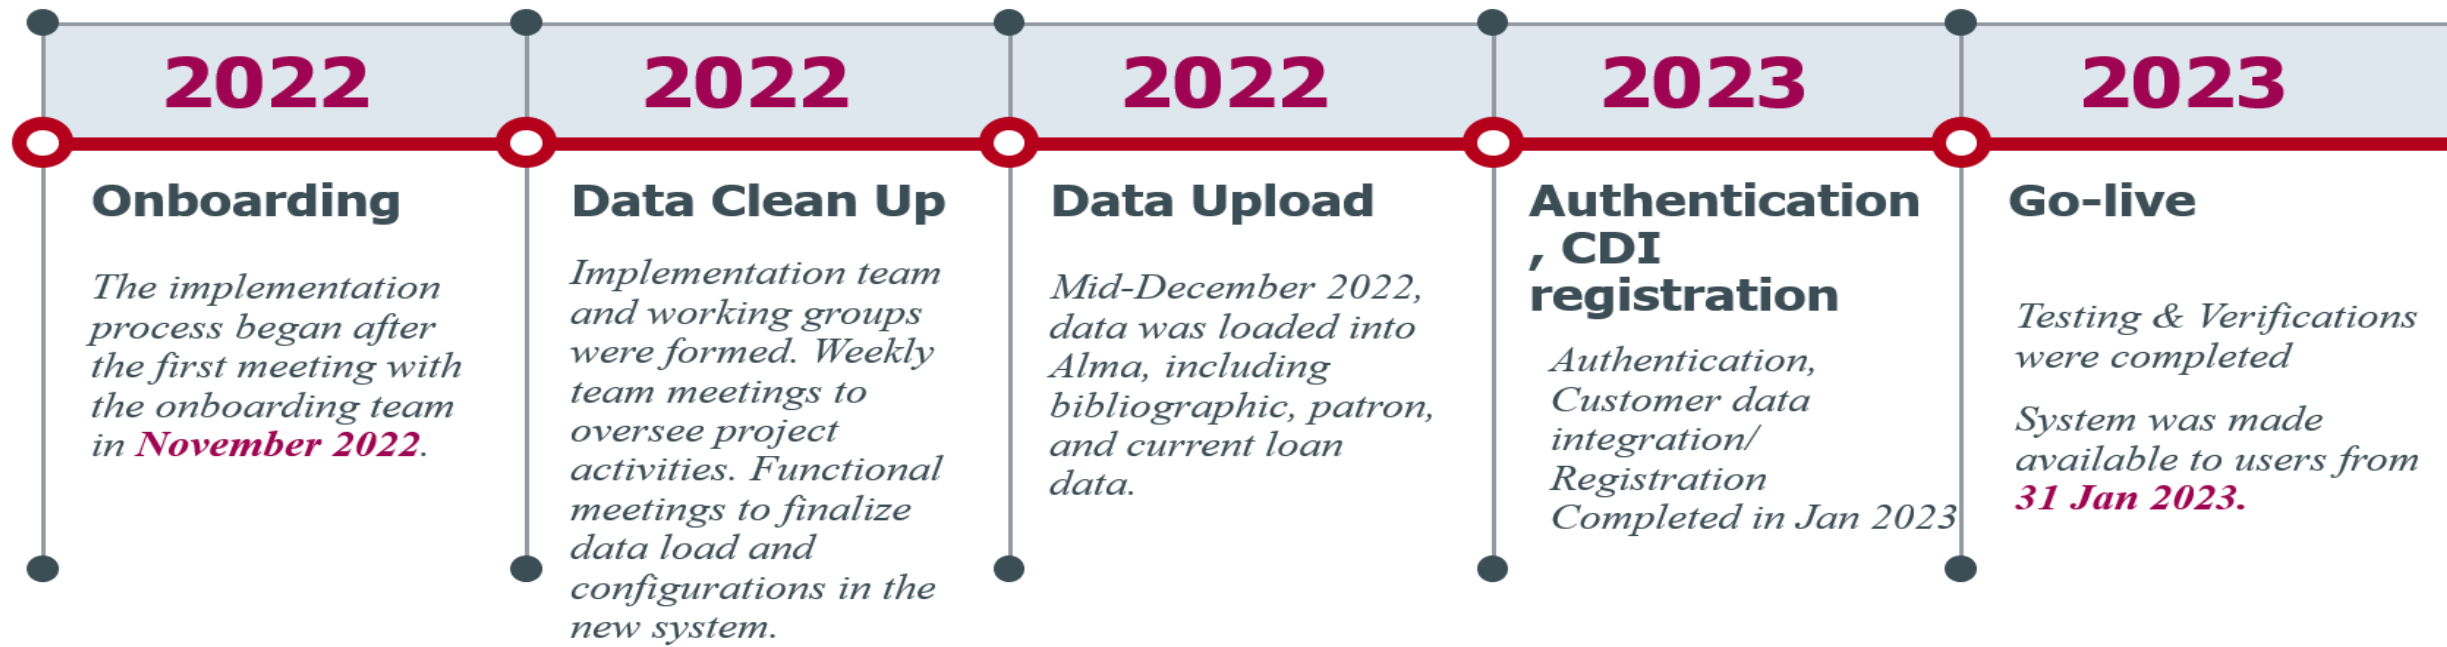 2022
Onboarding
The implementation
process began after
the first meeting with
the onboarding team
in November 2022.
2022
Data Clean Up
Implementation team
and working groups
were formed. Weekly
team meetings to
oversee project
activities. Functional
meetings to finalize
data load and
configurations in the
new system.
2022
Data Upload
Mid-December 2022,
data was loaded into
Alma, including
bibliographic, patron,
and current loan
data.
2023
Authentication
, CDI
registration
Authentication,
Customer data
integration/
Registration
Completed in Jan 2023
2023
Go-live
Testing & Verifications
were completed
System was made
available to users from
31 Jan 2023.